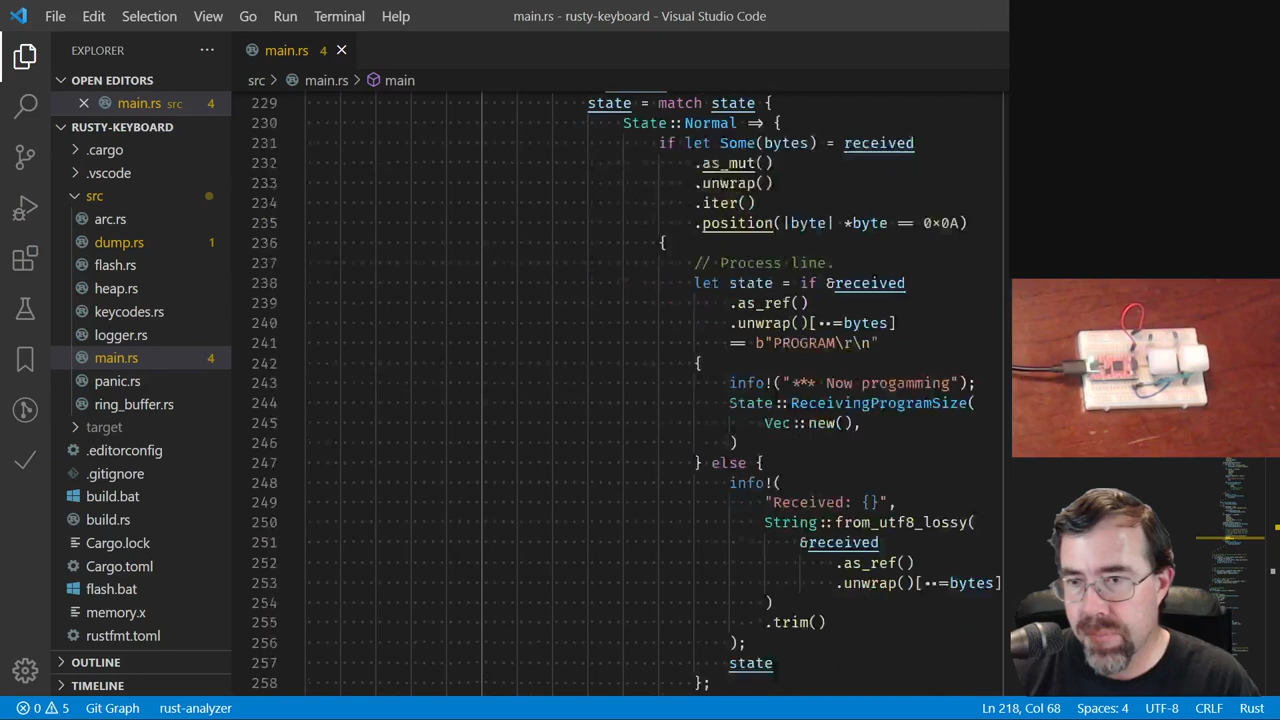 File Edit Selection View Go Run Terminal Help
main.rs - rusty-keyboard - Visual Studio Code
EXPLORER
OPEN EDITORS
main.rs src 4
RUSTY-KEYBOARD
.cargo
.vscode
src
arc.rs
dump.rs 1
flash.rs
heap.rs
keycodes.rs
logger.rs
main.rs 4
panic.rs
ring_buffer.rs
target
.editorconfig
.gitignore
build.bat
build.rs
Cargo.lock
Cargo.toml
flash.bat
memory.x
rustfmt.toml
OUTLINE
TIMELINE
main.rs 4
src > main.rs > main
229 state = match state {
230 State::Normal => {
231 if let Some(bytes) = received
232 .as_mut()
233 .unwrap()
234 .iter()
235 .position(|byte| *byte == 0x0A)
236 {
237 // Process line.
238 let state = if &received
239 .as_ref()
240 .unwrap()[..=bytes]
241 == b"PROGRAM\r\n"
242 {
243 info!("*** Now progamming");
244 State::ReceivingProgramSize(
245 Vec::new(),
246 )
247 } else {
248 info!(
249 "Received: {}",
250 String::from_utf8_lossy(
251 &received
252 .as_ref()
253 .unwrap()[..=bytes]
254 )
255 .trim()
256 );
257 state
258 };
0 5 Git Graph rust-analyzer
Ln 218, Col 68 Spaces: 4 UTF-8 CRLF Rust